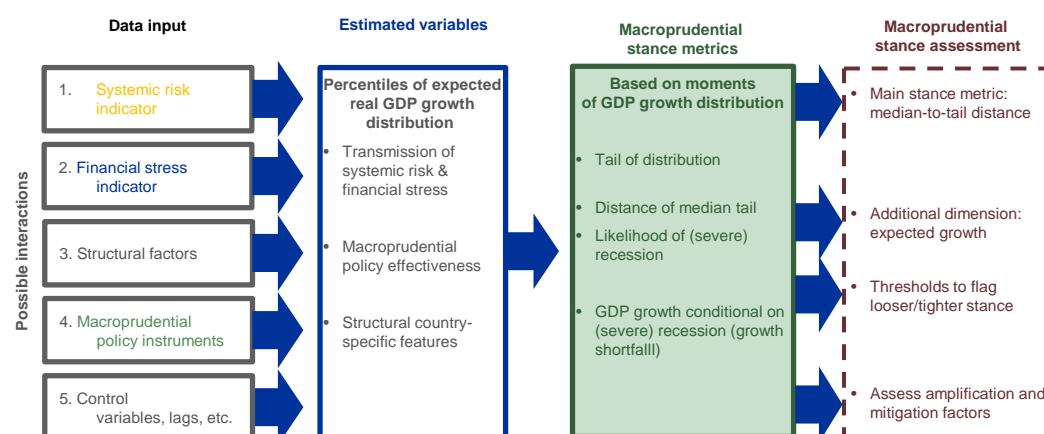 Data input
Estimated variables
Macroprudential
stance metrics
Macroprudential
stance assessment
Possible interactions
1. Systemic risk
indicator
2. Financial stress
indicator
3. Structural factors
4. Macroprudential
policy instruments
5. Control
variables, lags, etc.
Percentiles of expected
real GDP growth
distribution
• Transmission of
systemic risk &
financial stress
• Macroprudential
policy effectiveness
• Structural country-
specific features
Based on moments
of GDP growth distribution
• Tail of distribution
• Distance of median tail
• Likelihood of (severe)
recession
• GDP growth conditional on
(severe) recession (growth
shortfalll)
• Main stance metric:
median-to-tail distance
• Additional dimension:
expected growth
• Thresholds to flag
looser/tighter stance
• Assess amplification and
mitigation factors